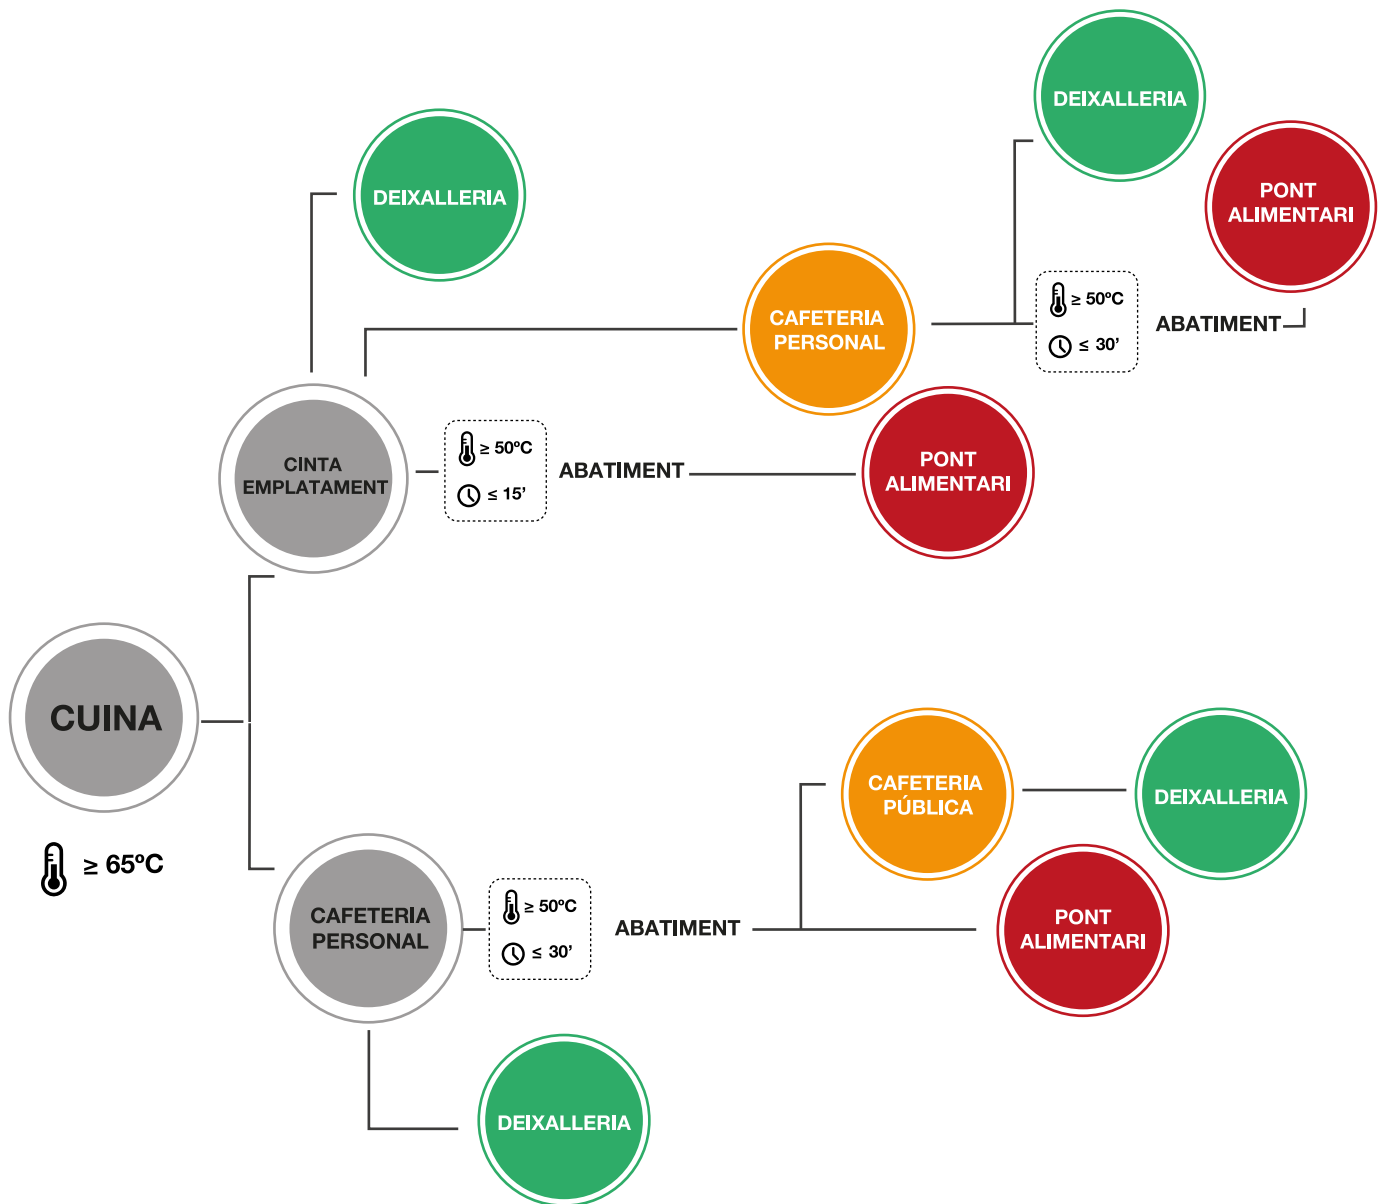 DEIXALLERIA
PONT
ALIMENTARI
DEIXALLERIA
CAFETERIA
PERSONAL
≥ 50ºC
≤ 30’
ABATIMENT
CINTA
EMPLATAMENT
≥ 50ºC
≤ 15’
ABATIMENT
PONT
ALIMENTARI
CUINA
≥ 65ºC
CAFETERIA
PÚBLICA
DEIXALLERIA
CAFETERIA
PERSONAL
≥ 50ºC
≤ 30’
ABATIMENT
PONT
ALIMENTARI
DEIXALLERIA